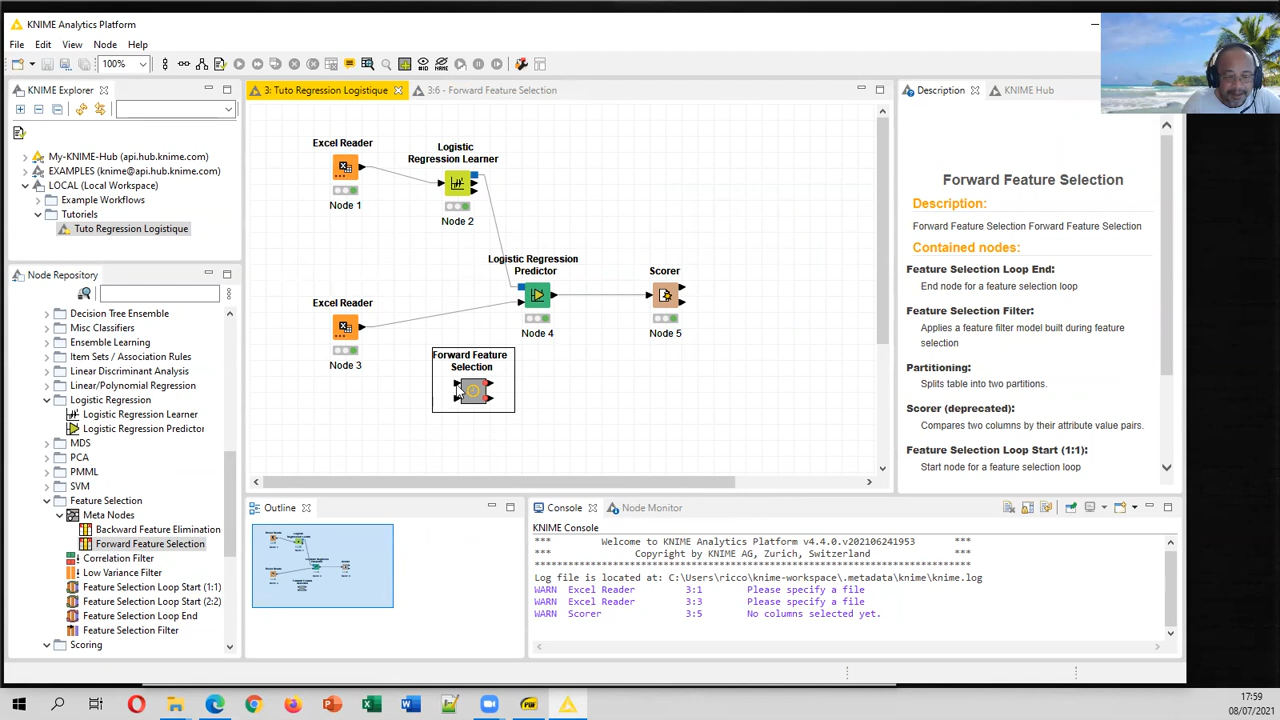 KNIME Analytics Platform
File Edit View Node Help
100%
KNIME Explorer
My-KNIME-Hub (api.hub.knime.com)
EXAMPLES (knime@api.hub.knime.com)
LOCAL (Local Workspace)
Example Workflows
Tutoriels
Tuto Regression Logistique
Node Repository
Decision Tree Ensemble
Misc Classifiers
Ensemble Learning
Item Sets / Association Rules
Linear Discriminant Analysis
Linear/Polynomial Regression
Logistic Regression
Logistic Regression Learner
Logistic Regression Predictor
MDS
PCA
PMML
SVM
Feature Selection
Meta Nodes
Backward Feature Elimination
Forward Feature Selection
Correlation Filter
Low Variance Filter
Feature Selection Loop Start (1:1)
Feature Selection Loop Start (2:2)
Feature Selection Loop End
Feature Selection Filter
Scoring
3: Tuto Regression Logistique
3:6 - Forward Feature Selection
Excel Reader
Node 1
Logistic
Regression Learner
Node 2
Logistic Regression
Predictor
Node 4
Scorer
Node 5
Excel Reader
Node 3
Forward Feature
Selection
Description
KNIME Hub
Forward Feature Selection
Description:
Forward Feature Selection Forward Feature Selection
Contained nodes:
Feature Selection Loop End:
End node for a feature selection loop
Feature Selection Filter:
Applies a feature filter model built during feature
selection
Partitioning:
Splits table into two partitions.
Scorer (deprecated):
Compares two columns by their attribute value pairs.
Feature Selection Loop Start (1:1):
Start node for a feature selection loop
Outline
Console
Node Monitor
KNIME Console
*** Welcome to KNIME Analytics Platform v4.4.0.v202106241953 ***
*** Copyright by KNIME AG, Zurich, Switzerland ***
Log file is located at: C:\Users\ricco\knime-workspace\.metadata\knime\knime.log
WARN Excel Reader 3:1 Please specify a file
WARN Excel Reader 3:3 Please specify a file
WARN Scorer 3:5 No columns selected yet.
17:59
08/07/2021